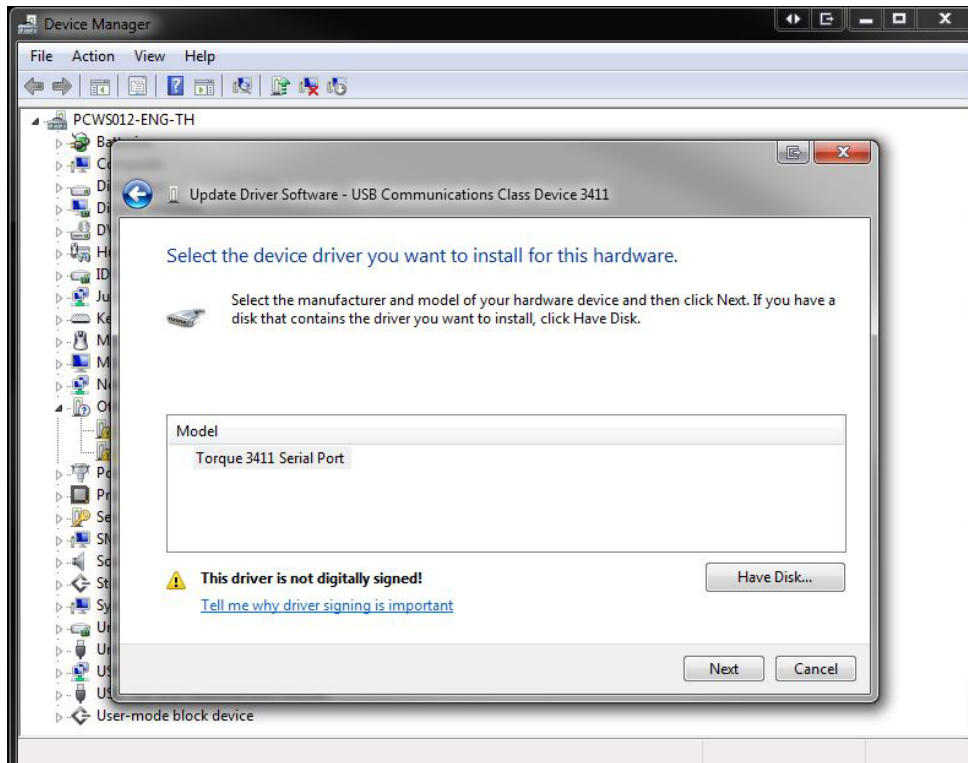 Device Manager
File Action View Help
PCWS012-ENG-TH
Update Driver Software - USB Communications Class Device 3411
Select the device driver you want to install for this hardware.
Select the manufacturer and model of your hardware device and then click Next. If you have a
disk that contains the driver you want to install, click Have Disk.
Model
Torque 3411 Serial Port
This driver is not digitally signed!
Have Disk...
Tell me why driver signing is important
Next Cancel
User-mode block device